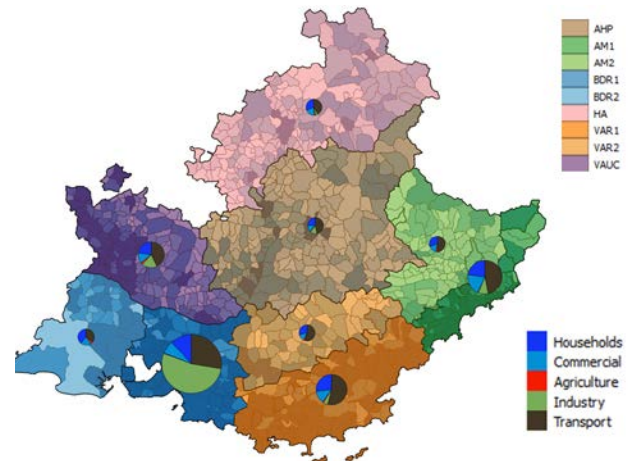 AHP
AM1
AM2
BDR1
BDR2
HA
VAR1
VAR2
VAUC
Households
Commercial
Agriculture
Industry
Transport